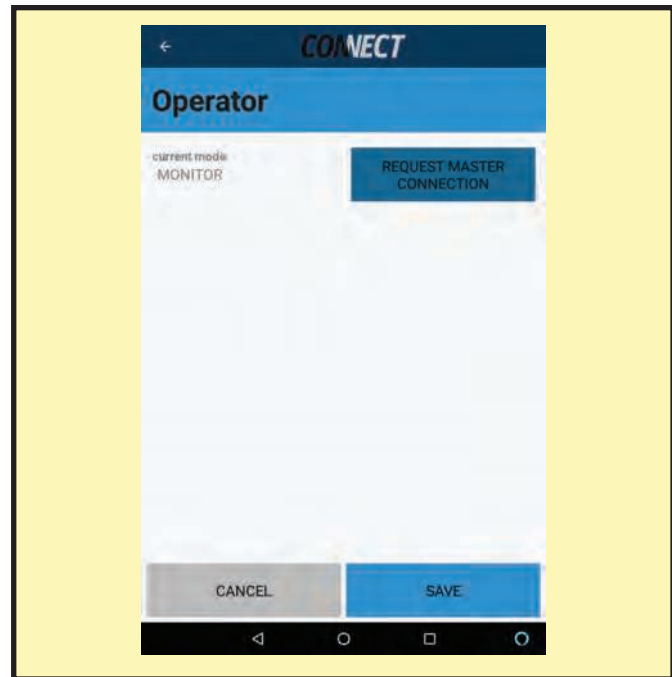 CONNECT
Operator
current mode
MONITOR
REQUEST MASTER
CONNECTION
CANCEL
SAVE